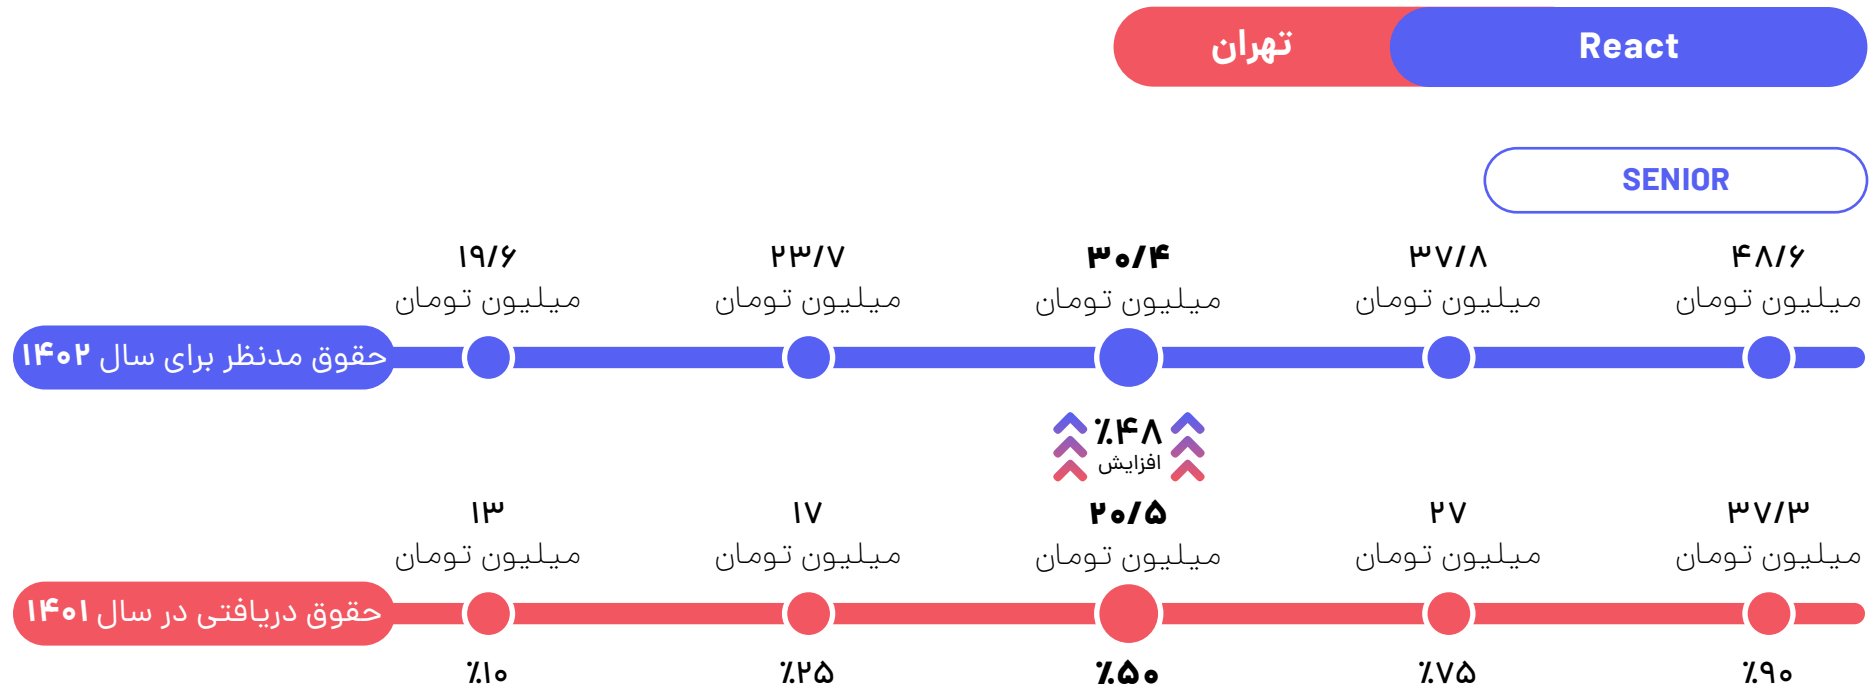 React تهران
SENIOR
۱۹/۶ ۲۳/۷ ۳۰/۴ ۳۷/۸ ۴۸/۶
میلیون تومان میلیون تومان میلیون تومان میلیون تومان میلیون تومان
حقوق مدنظر برای سال ۱۴۰۲
٪۴۸
افزایش
۱۳ ۱۷ ۲۰/۵ ۲۷ ۳۷/۳
میلیون تومان میلیون تومان میلیون تومان میلیون تومان میلیون تومان
حقوق دریافتی در سال ۱۴۰۱
٪۱۰ ٪۲۵ ٪۵۰ ٪۷۵ ٪۹۰